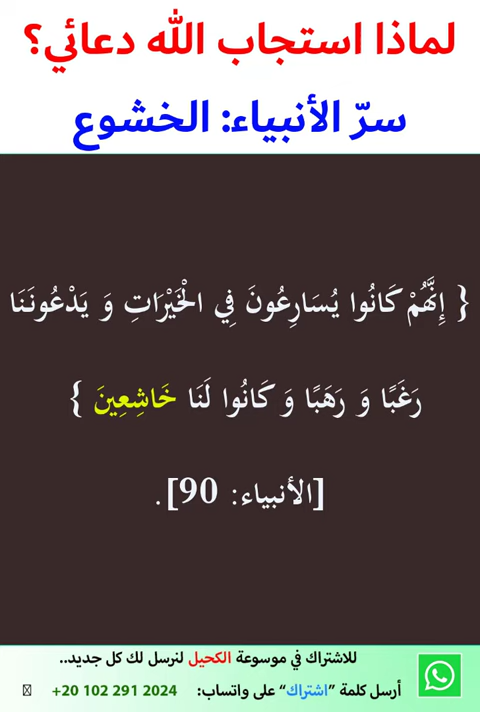 لماذا استجاب الله دعائي؟
سرّ الأنبياء: الخشوع
{ إِنَّهُمْ كَانُوا يُسَارِعُونَ فِي الْخَيْرَاتِ وَ يَدْعُونَنَا
رَغَبًا وَ رَهَبًا وَ كَانُوا لَنَا خَاشِعِينَ }
[الأنبياء: 90].
للاشتراك في موسوعة الكحيل لنرسل لك كل جديد..
أرسل كلمة ”اشتراك“ على واتساب: +20 102 291 2024